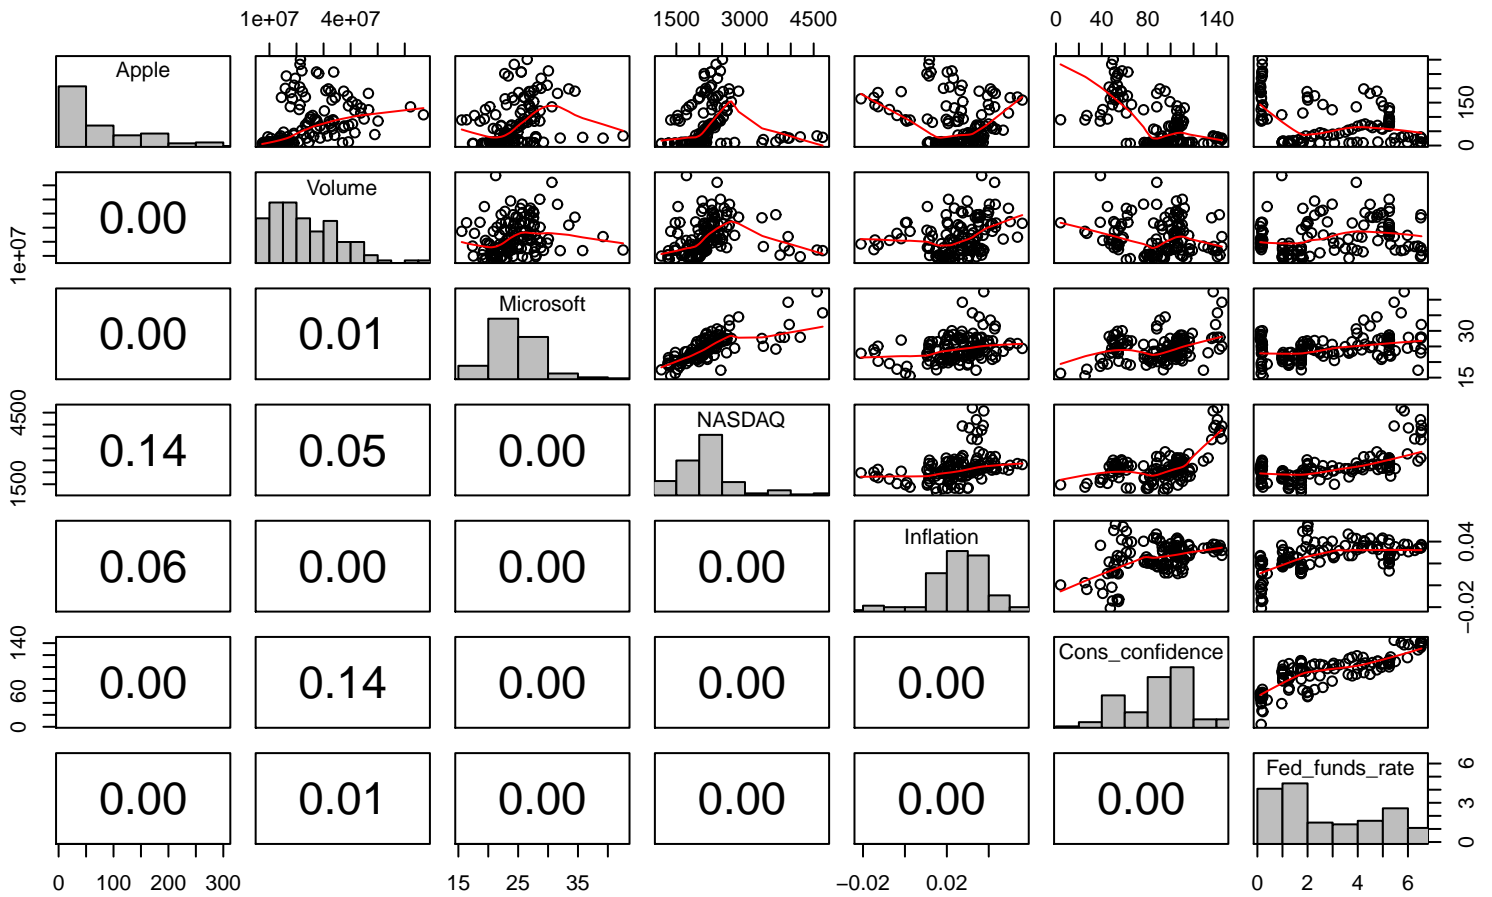 1e+07 4e+07 1500 3000 4500 0 40 80 140
Apple
0 150
0.00 Volume
1e+07
0.00 0.01 Microsoft
15 30
0.14 0.05 0.00 NASDAQ
1500 4500
0.06 0.00 0.00 0.00 Inflation
−0.02 0.04
0.00 0.14 0.00 0.00 0.00 Cons_confidence
0 60 140
0.00 0.01 0.00 0.00 0.00 0.00 Fed_funds_rate
0 3 6
0 100 200 300 15 25 35 −0.02 0.02 0 2 4 6